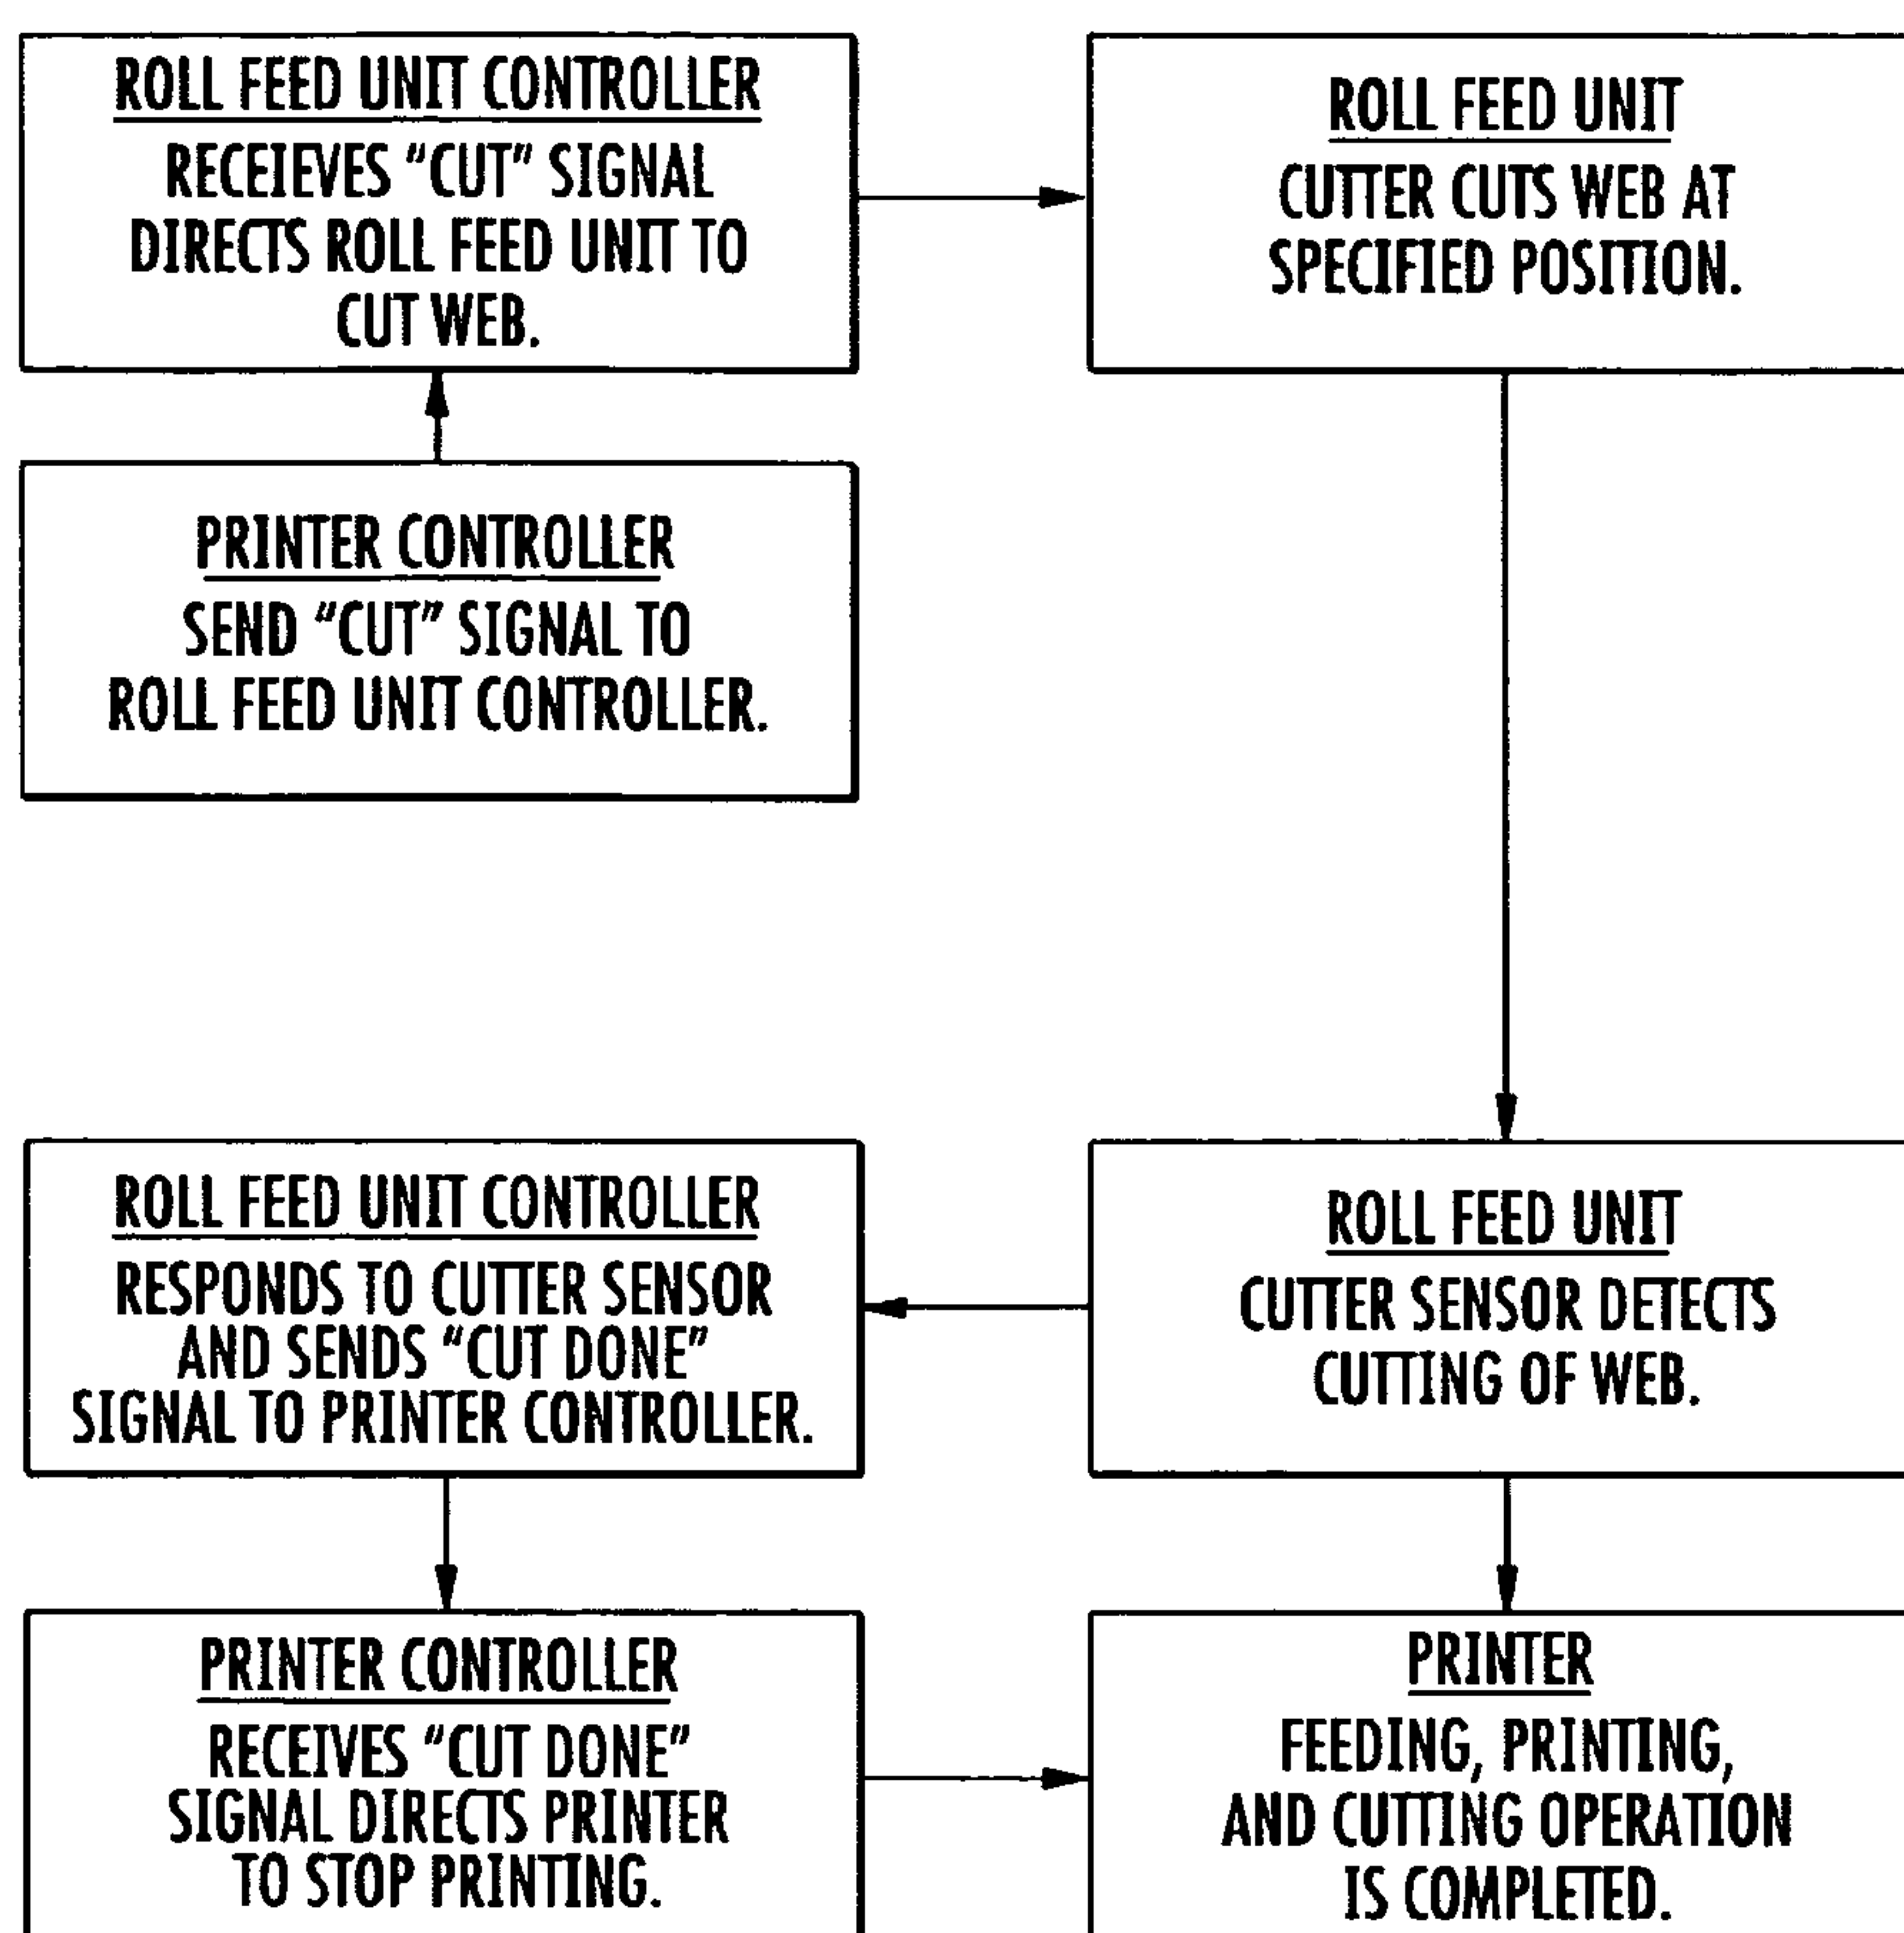 ROLL FEED UNIT CONTROLLER
RECEIEVES “CUT” SIGNAL
DIRECTS ROLL FEED UNIT TO
CUT WEB.
ROLL FEED UNIT
CUTTER CUTS WEB AT
SPECIFIED POSITION.
PRINTER CONTROLLER
SEND “CUT” SIGNAL TO
ROLL FEED UNIT CONTROLLER.
ROLL FEED UNIT CONTROLLER
RESPONDS TO CUTTER SENSOR
AND SENDS “CUT DONE”
SIGNAL TO PRINTER CONTROLLER.
ROLL FEED UNIT
CUTTER SENSOR DETECTS
CUTTING OF WEB.
PRINTER CONTROLLER
RECEIVES “CUT DONE”
SIGNAL DIRECTS PRINTER
TO STOP PRINTING.
PRINTER
FEEDING, PRINTING,
AND CUTTING OPERATION
IS COMPLETED.